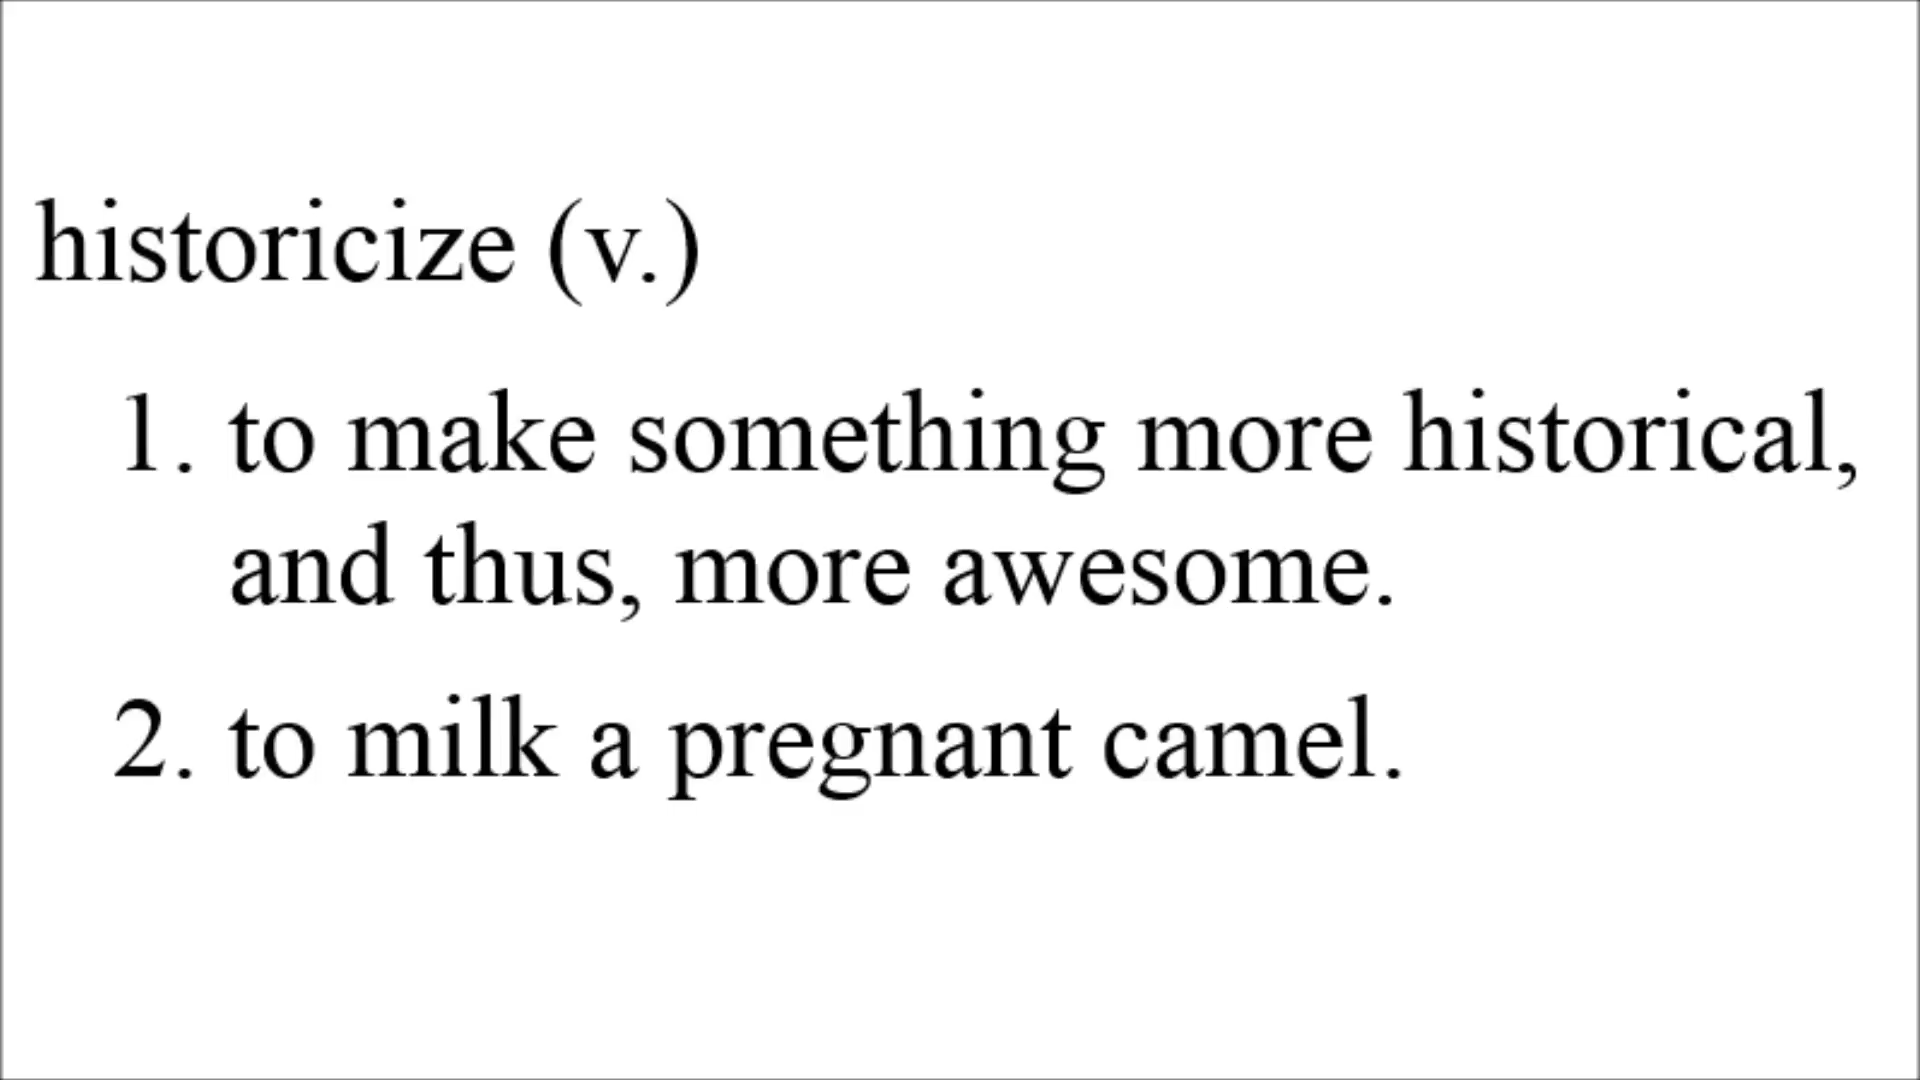 historicize (v.)
1. to make something more historical,
and thus, more awesome.
2. to milk a pregnant camel.